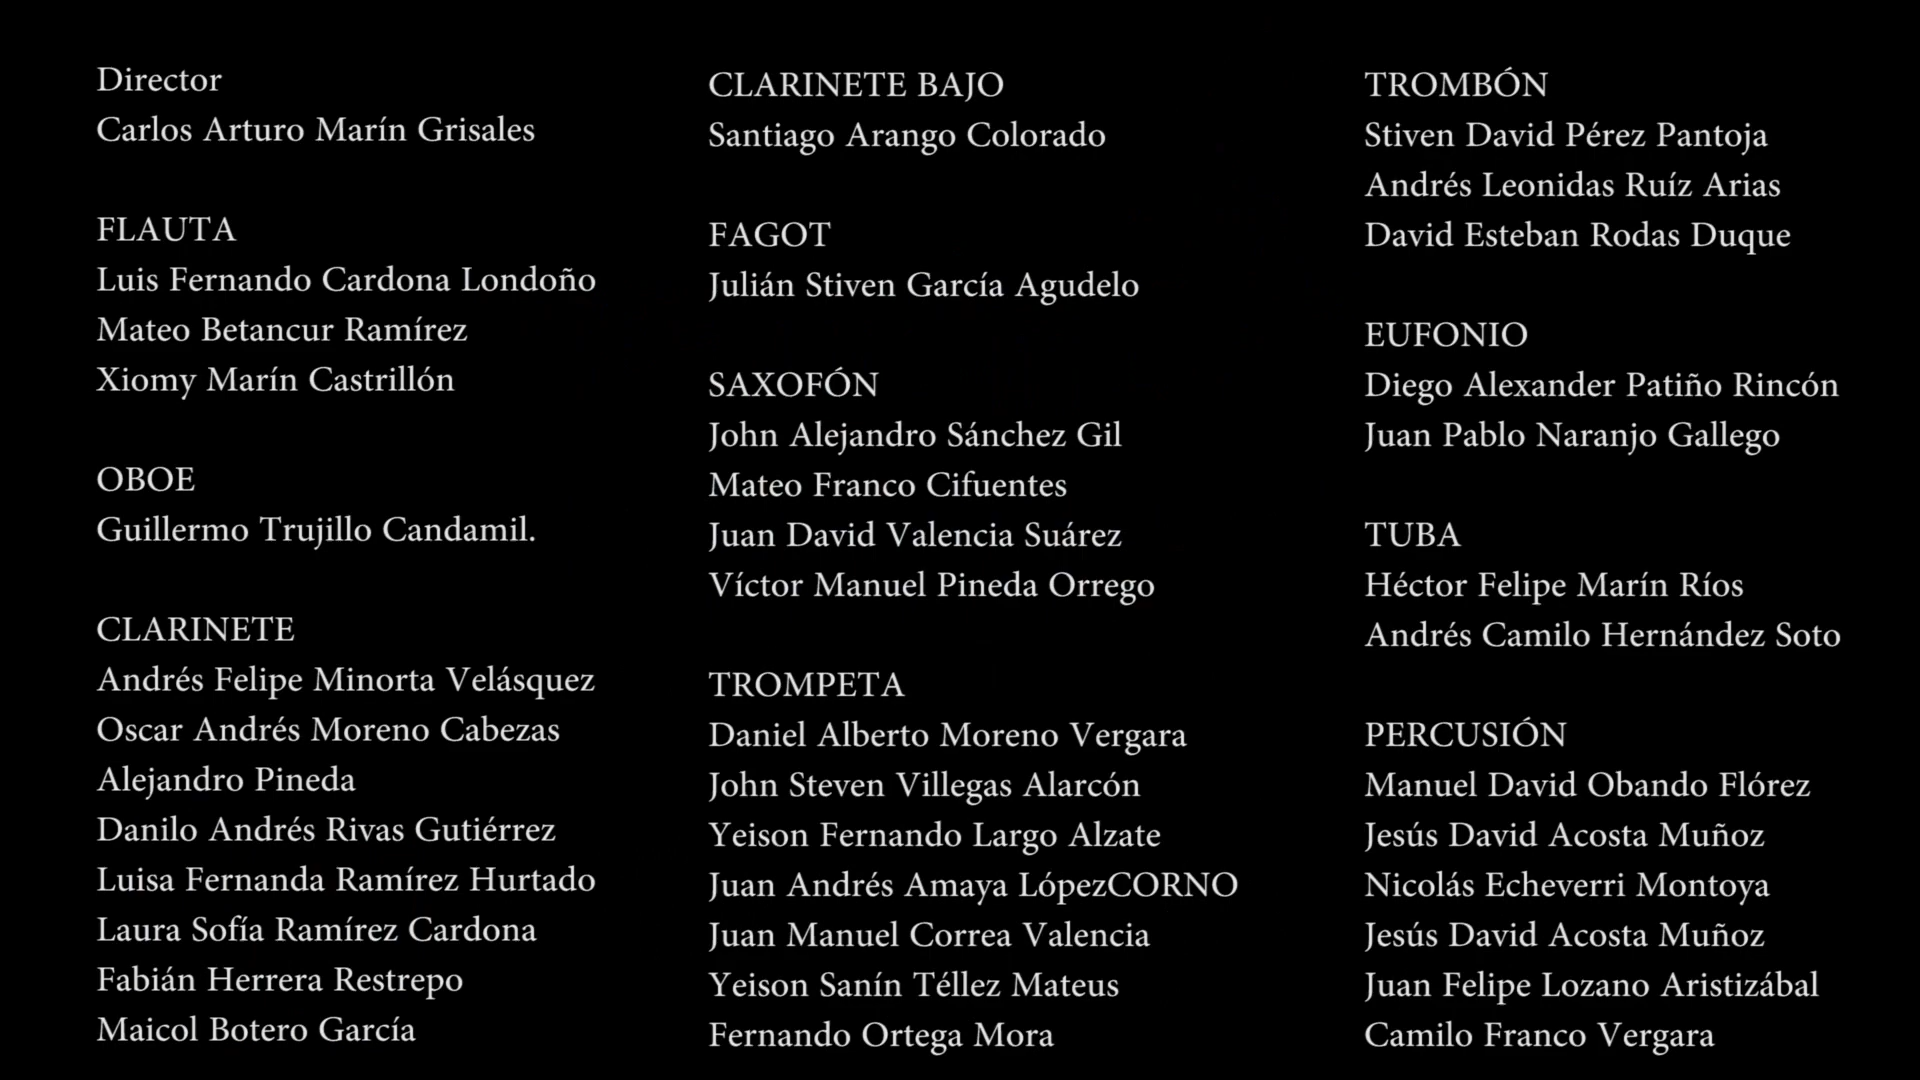 Director
Carlos Arturo Marín Grisales
FLAUTA
Luis Fernando Cardona Londoño
Mateo Betancur Ramírez
Xiomy Marín Castrillón
OBOE
Guillermo Trujillo Candamil.
CLARINETE
Andrés Felipe Minorta Velásquez
Oscar Andrés Moreno Cabezas
Alejandro Pineda
Danilo Andrés Rivas Gutiérrez
Luisa Fernanda Ramírez Hurtado
Laura Sofía Ramírez Cardona
Fabián Herrera Restrepo
Maicol Botero García
CLARINETE BAJO
Santiago Arango Colorado
FAGOT
Julián Stiven García Agudelo
SAXOFÓN
John Alejandro Sánchez Gil
Mateo Franco Cifuentes
Juan David Valencia Suárez
Víctor Manuel Pineda Orrego
TROMPETA
Daniel Alberto Moreno Vergara
John Steven Villegas Alarcón
Yeison Fernando Largo Alzate
Juan Andrés Amaya LópezCORNO
Juan Manuel Correa Valencia
Yeison Sanín Téllez Mateus
Fernando Ortega Mora
TROMBÓN
Stiven David Pérez Pantoja
Andrés Leonidas Ruíz Arias
David Esteban Rodas Duque
EUFONIO
Diego Alexander Patiño Rincón
Juan Pablo Naranjo Gallego
TUBA
Héctor Felipe Marín Ríos
Andrés Camilo Hernández Soto
PERCUSIÓN
Manuel David Obando Flórez
Jesús David Acosta Muñoz
Nicolás Echeverri Montoya
Jesús David Acosta Muñoz
Juan Felipe Lozano Aristizábal
Camilo Franco Vergara